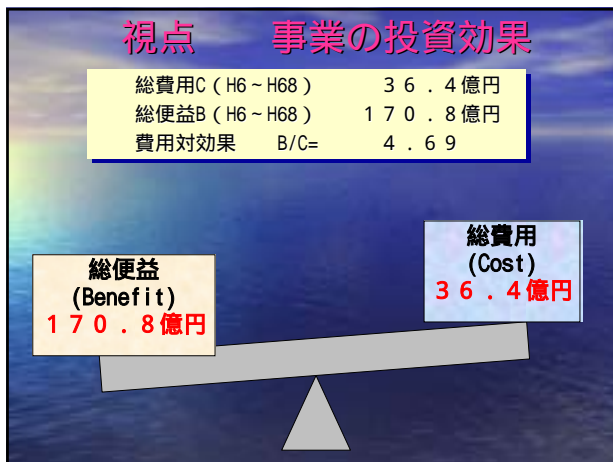 視点　　事業の投資効果
総費用C（H6～H68）　　３６．４億円
総便益B（H6～H68）　１７０．８億円
費用対効果　　B/C=　　４．６９
総費用
(Cost)
３６．４億円
総便益
(Benefit)
１７０．８億円